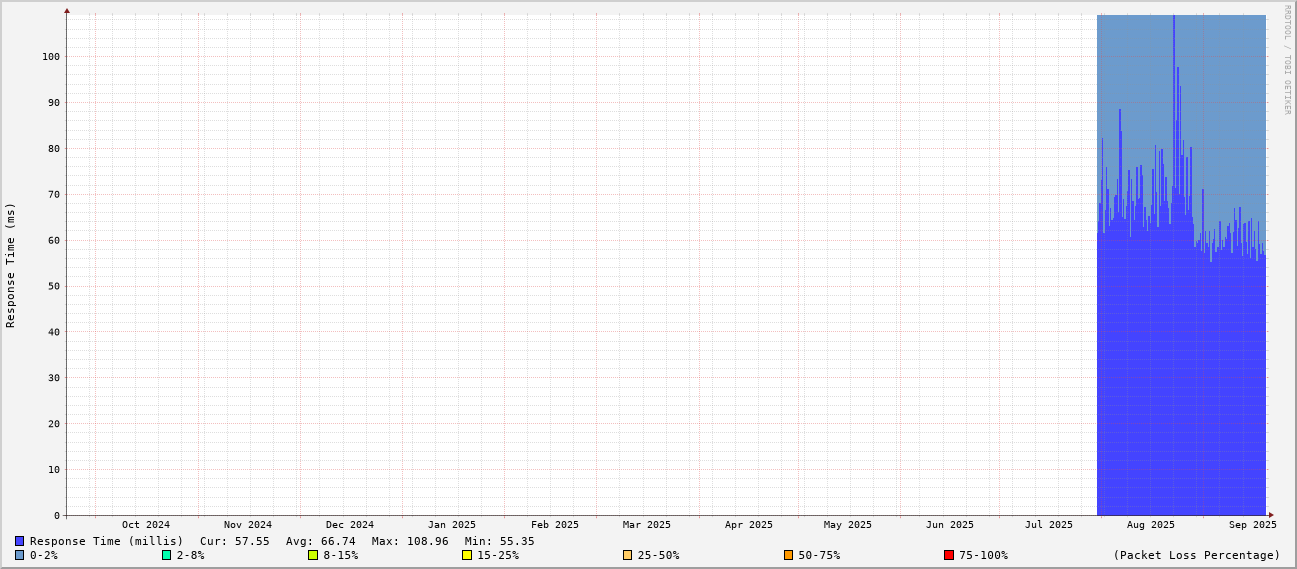 RRDTOOL / TOBI OETIKER
Response Time (ms)
100
90
80
70
60
50
40
30
20
10
0
Oct 2024 Nov 2024 Dec 2024 Jan 2025 Feb 2025 Mar 2025 Apr 2025 May 2025 Jun 2025 Jul 2025 Aug 2025 Sep 2025
Response Time (millis) Cur: 57.55 Avg: 66.74 Max: 108.96 Min: 55.35
0-2% 2-8% 8-15% 15-25% 25-50% 50-75% 75-100% (Packet Loss Percentage)